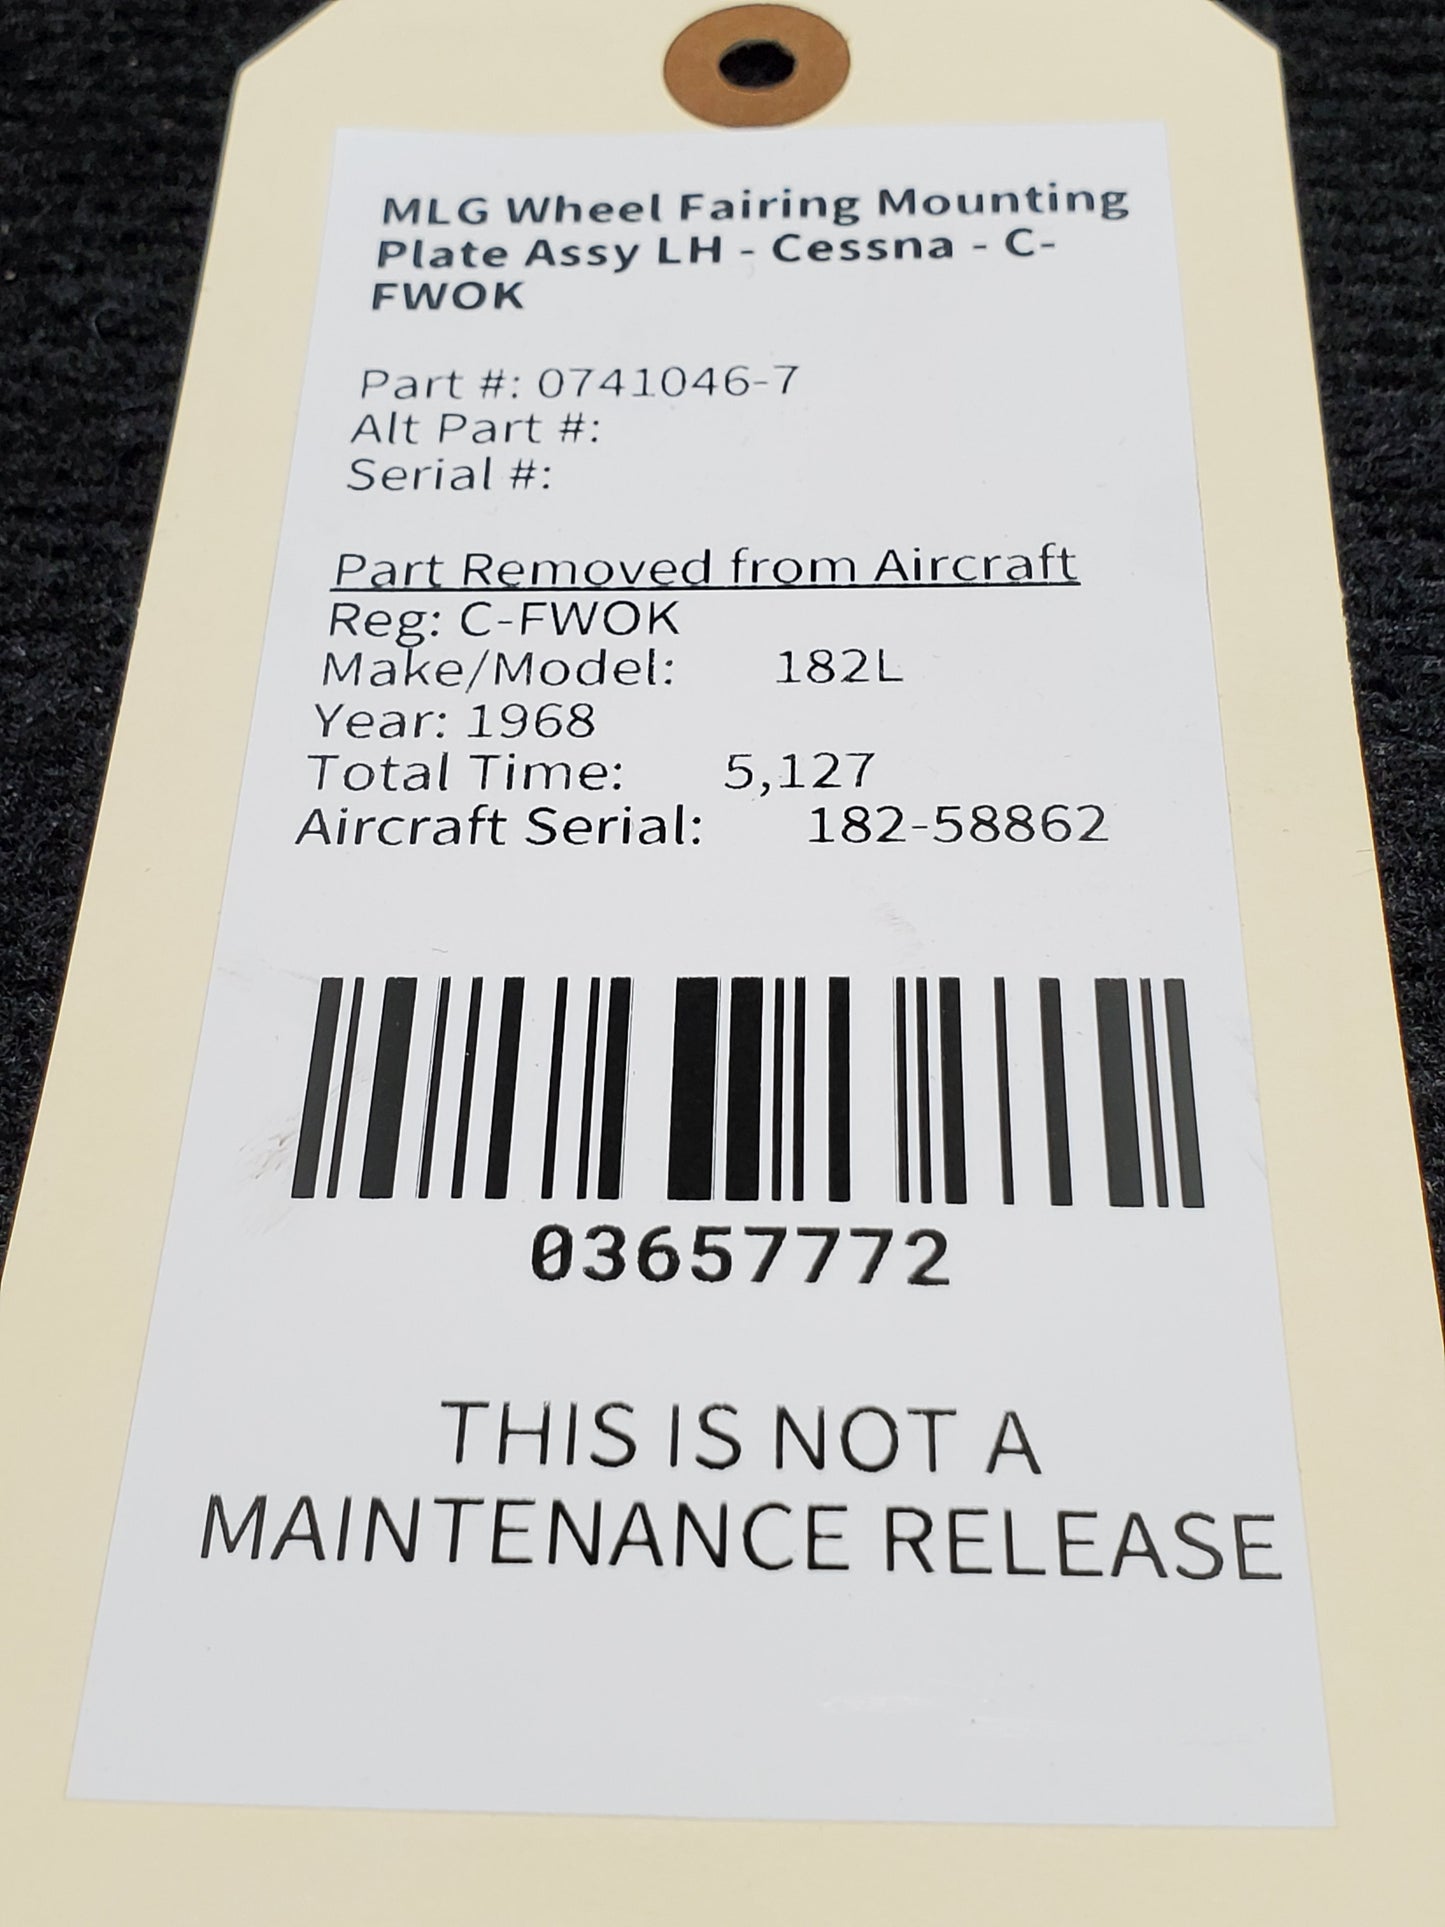 MLG Wheel Fairing Mounting
Plate Assy LH - Cessna - C-
FWOK
Part #: 0741046-7
Alt Part #:
Serial #:
Part Removed from Aircraft
Reg: C-FWOK
Make/Model: 182L
Year: 1968
Total Time: 5,127
Aircraft Serial: 182-58862
03657772
THIS IS NOT A
MAINTENANCE RELEASE